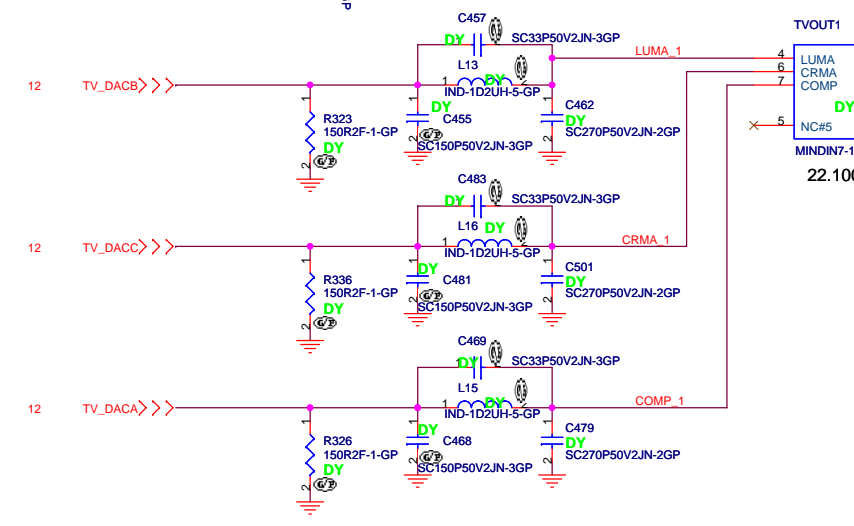 GP
C457
DY
SC33P50V2JN-3GP
TVOUT1
LUMA_1
L13
DY
1
2
IND-1D2UH-5-GP
4 LUMA
6 CRMA
7 COMP
12 TV_DACB
DY
DY
C455
C462
DY
1
2
SC150P50V2JN-3GP
1
2
SC270P50V2JN-2GP
5 NC#5
1
R323
150R2F-1-GP
DY
2
G/P
G/P
MINDIN7-1
22.100
C483
DY
SC33P50V2JN-3GP
L16
DY
1
2
IND-1D2UH-5-GP
CRMA_1
12 TV_DACC
DY
C481
C501
DY
1
2
SC150P50V2JN-3GP
1
2
SC270P50V2JN-2GP
1
R336
150R2F-1-GP
DY
2
G/P
G/P
C469
DY
SC33P50V2JN-3GP
L15
DY
1
2
IND-1D2UH-5-GP
COMP_1
12 TV_DACA
DY
C468
C479
DY
1
2
SC150P50V2JN-3GP
1
2
SC270P50V2JN-2GP
1
R326
150R2F-1-GP
DY
2
G/P
G/P